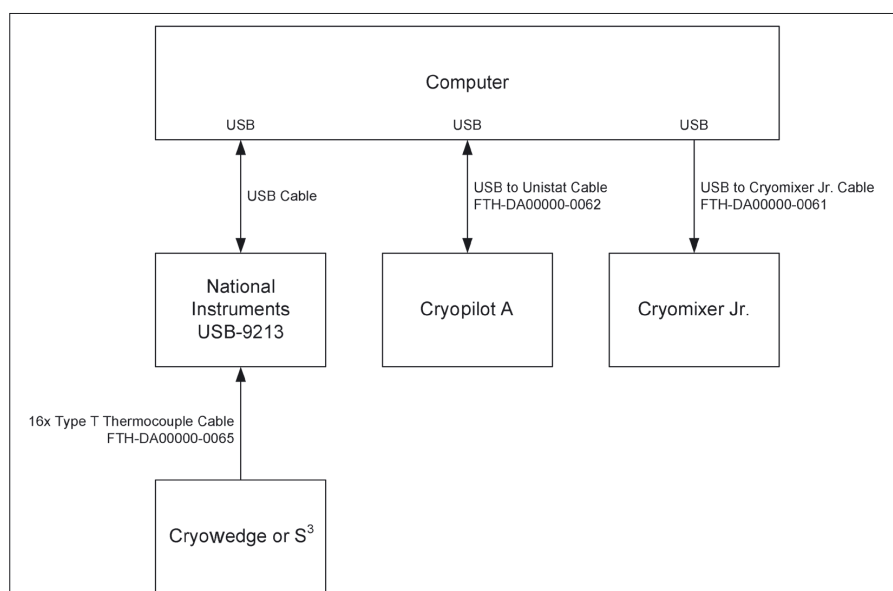 Computer
USB
USB
USB
USB Cable
USB to Unistat Cable
FTH-DA00000-0062
USB to Cryomixer Jr. Cable
FTH-DA00000-0061
National
Instruments
USB-9213
Cryopilot A
Cryomixer Jr.
16x Type T Thermocouple Cable
FTH-DA00000-0065
Cryowedge or S³